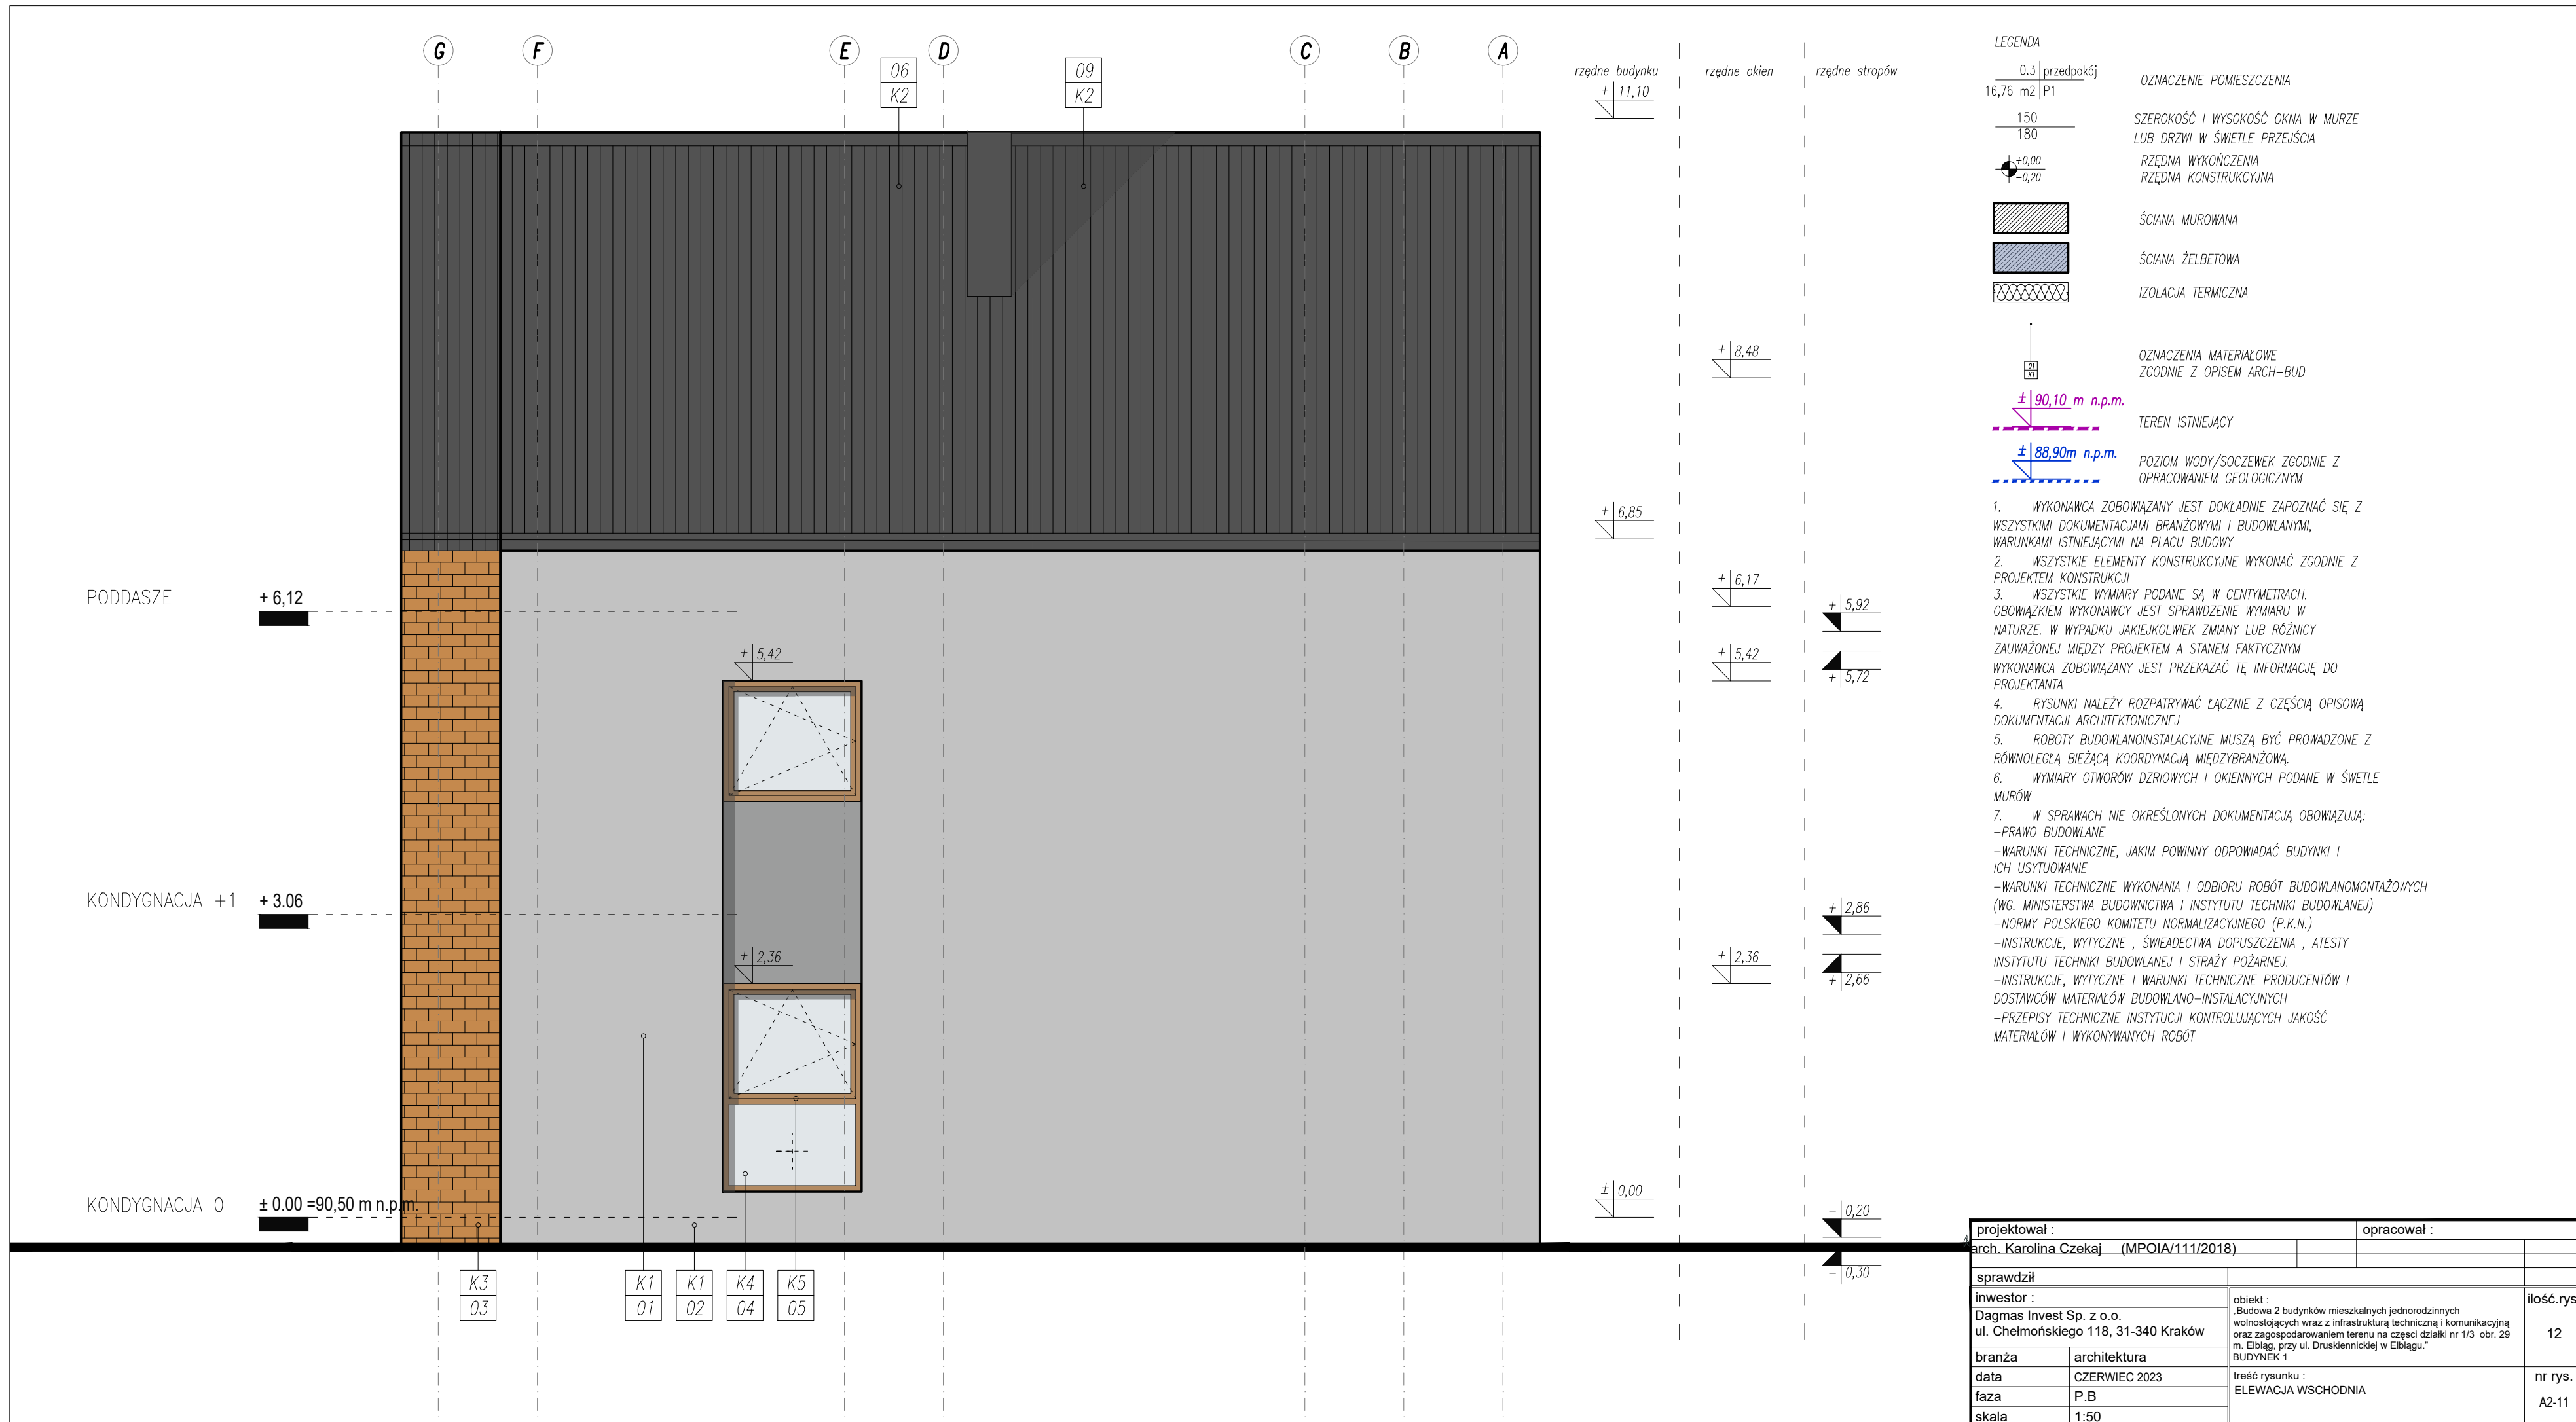 G F E D C B A
06
K2
09
K2
rzędne budynku
rzędne okien
rzędne stropów
+ 11,10
+ 8,48
+ 6,85
+ 6,17
+ 5,92
+ 5,42
+ 5,72
+ 2,86
+ 2,36
+ 2,66
± 0,00
- 0,20
- 0,30
PODDASZE + 6,12
KONDYGNACJA +1 + 3.06
KONDYGNACJA 0 ± 0.00 =90,50 m n.p.m.
+ 5,42
+ 2,36
K3
03
K1
01
K1
02
K4
04
K5
05
LEGENDA
0.3 przedpokój
16,76 m2 P1
OZNACZENIE POMIESZCZENIA
150
180
SZEROKOŚĆ I WYSOKOŚĆ OKNA W MURZE
LUB DRZWI W ŚWIETLE PRZEJŚCIA
+0,00
-0,20
RZĘDNA WYKOŃCZENIA
RZĘDNA KONSTRUKCYJNA
ŚCIANA MUROWANA
ŚCIANA ŻELBETOWA
IZOLACJA TERMICZNA
01
K1
OZNACZENIA MATERIAŁOWE
ZGODNIE Z OPISEM ARCH-BUD
± 90,10 m n.p.m.
TEREN ISTNIEJĄCY
± 88,90m n.p.m.
POZIOM WODY/SOCZEWEK ZGODNIE Z
OPRACOWANIEM GEOLOGICZNYM
1. WYKONAWCA ZOBOWIĄZANY JEST DOKŁADNIE ZAPOZNAĆ SIĘ Z
WSZYSTKIMI DOKUMENTACJAMI BRANŻOWYMI I BUDOWLANYMI,
WARUNKAMI ISTNIEJĄCYMI NA PLACU BUDOWY
2. WSZYSTKIE ELEMENTY KONSTRUKCYJNE WYKONAĆ ZGODNIE Z
PROJEKTEM KONSTRUKCJI
3. WSZYSTKIE WYMIARY PODANE SĄ W CENTYMETRACH.
OBOWIĄZKIEM WYKONAWCY JEST SPRAWDZENIE WYMIARU W
NATURZE. W WYPADKU JAKIEJKOLWIEK ZMIANY LUB RÓŻNICY
ZAUWAŻONEJ MIĘDZY PROJEKTEM A STANEM FAKTYCZNYM
WYKONAWCA ZOBOWIĄZANY JEST PRZEKAZAĆ TĘ INFORMACJĘ DO
PROJEKTANTA
4. RYSUNKI NALEŻY ROZPATRYWAĆ ŁĄCZNIE Z CZĘŚCIĄ OPISOWĄ
DOKUMENTACJI ARCHITEKTONICZNEJ
5. ROBOTY BUDOWLANOINSTALACYJNE MUSZĄ BYĆ PROWADZONE Z
RÓWNOLEGŁĄ BIEŻĄCĄ KOORDYNACJĄ MIĘDZYBRANŻOWĄ.
6. WYMIARY OTWORÓW DZRIOWYCH I OKIENNYCH PODANE W ŚWETLE
MURÓW
7. W SPRAWACH NIE OKREŚLONYCH DOKUMENTACJĄ OBOWIĄZUJĄ:
-PRAWO BUDOWLANE
-WARUNKI TECHNICZNE, JAKIM POWINNY ODPOWIADAĆ BUDYNKI I
ICH USYTUOWANIE
-WARUNKI TECHNICZNE WYKONANIA I ODBIORU ROBÓT BUDOWLANOMONTAŻOWYCH
(WG. MINISTERSTWA BUDOWNICTWA I INSTYTUTU TECHNIKI BUDOWLANEJ)
-NORMY POLSKIEGO KOMITETU NORMALIZACYJNEGO (P.K.N.)
-INSTRUKCJE, WYTYCZNE , ŚWIEADECTWA DOPUSZCZENIA , ATESTY
INSTYTUTU TECHNIKI BUDOWLANEJ I STRAŻY POŻARNEJ.
-INSTRUKCJE, WYTYCZNE I WARUNKI TECHNICZNE PRODUCENTÓW I
DOSTAWCÓW MATERIAŁÓW BUDOWLANO-INSTALACYJNYCH
-PRZEPISY TECHNICZNE INSTYTUCJI KONTROLUJĄCYCH JAKOŚĆ
MATERIAŁÓW I WYKONYWANYCH ROBÓT
projektował : opracował :
arch. Karolina Czekaj (MPOIA/111/2018)
sprawdził
inwestor :
Dagmas Invest Sp. z o.o.
ul. Chełmońskiego 118, 31-340 Kraków
obiekt :
„Budowa 2 budynków mieszkalnych jednorodzinnych
wolnostojących wraz z infrastrukturą techniczną i komunikacyjną
oraz zagospodarowaniem terenu na części działki nr 1/3 obr. 29
m. Elbląg, przy ul. Druskiennickiej w Elblągu.”
BUDYNEK 1
ilość.rys
12
branża architektura
data CZERWIEC 2023
faza P.B
skala 1:50
treść rysunku :
ELEWACJA WSCHODNIA
nr rys.
A2-11